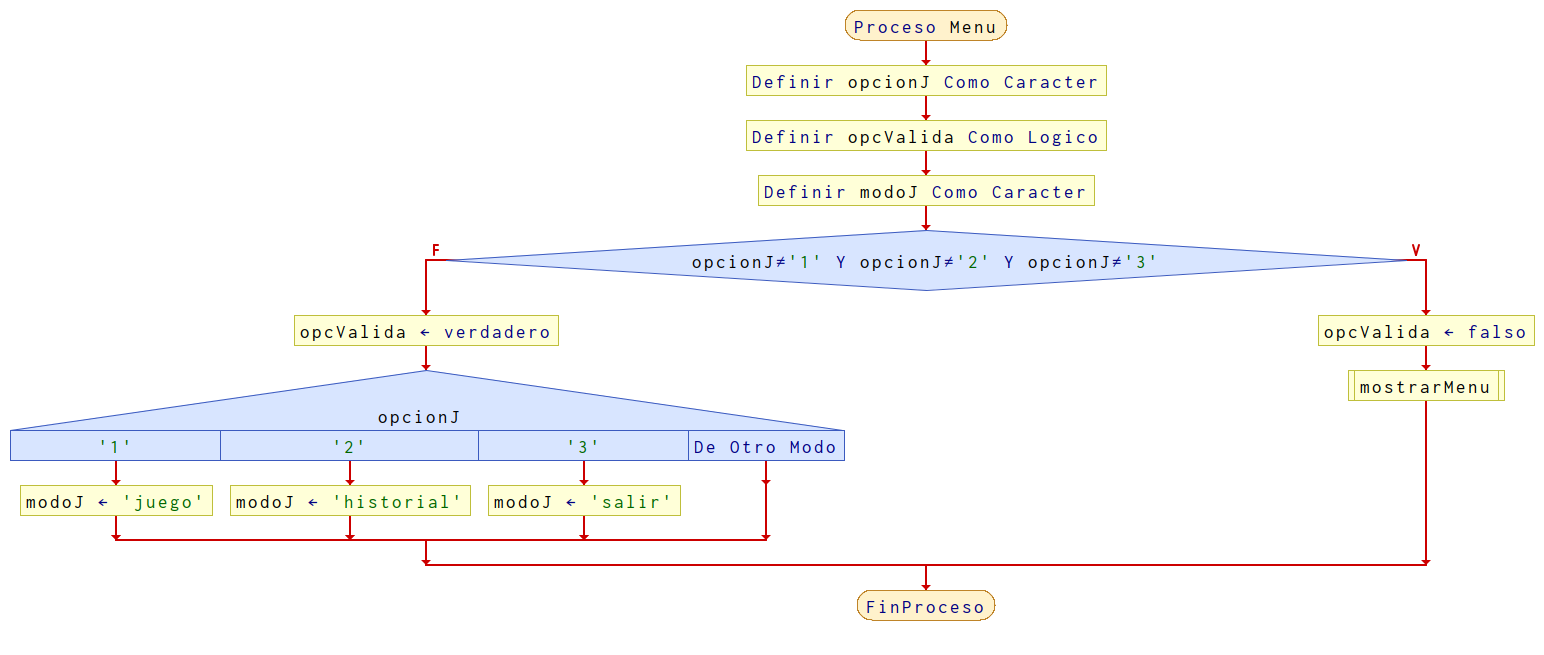 Proceso Menu
Definir opcionJ Como Caracter
Definir opcValida Como Logico
Definir modoJ Como Caracter
F
V
opcionJ≠'1' Y opcionJ≠'2' Y opcionJ≠'3'
opcValida ← verdadero
opcValida ← falso
mostrarMenu
opcionJ
'1' '2' '3' De Otro Modo
modoJ ← 'juego'
modoJ ← 'historial'
modoJ ← 'salir'
FinProceso